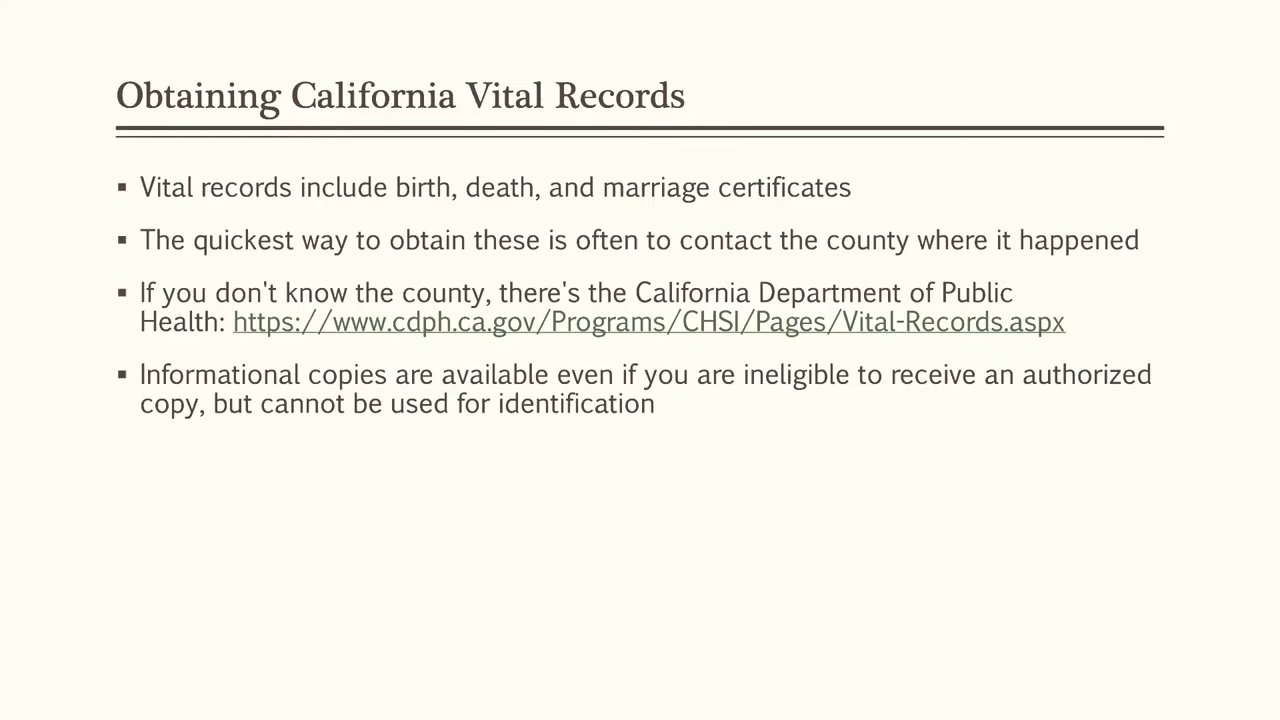 Obtaining California Vital Records
▪ Vital records include birth, death, and marriage certificates
▪ The quickest way to obtain these is often to contact the county where it happened
▪ If you don't know the county, there's the California Department of Public
Health: https://www.cdph.ca.gov/Programs/CHSI/Pages/Vital-Records.aspx
▪ Informational copies are available even if you are ineligible to receive an authorized
copy, but cannot be used for identification